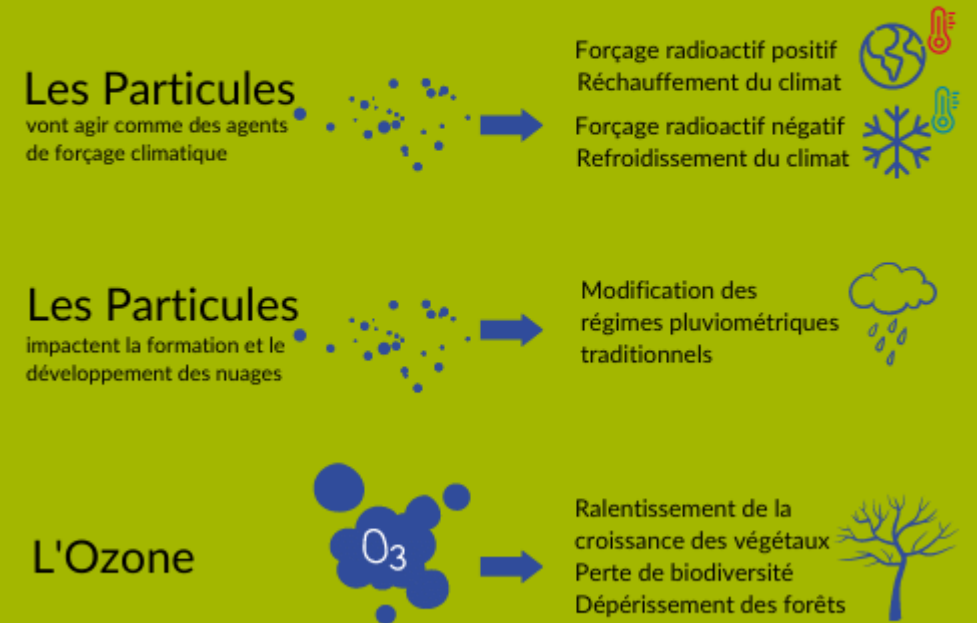 Les Particules
vont agir comme des agents
de forçage climatique
Forçage radioactif positif
Réchauffement du climat
Forçage radioactif négatif
Refroidissement du climat
Les Particules
impactent la formation et le
développement des nuages
Modification des
régimes pluviométriques
traditionnels
L'Ozone
O3
Ralentissement de la
croissance des végétaux
Perte de biodiversité
Dépérissement des forêts